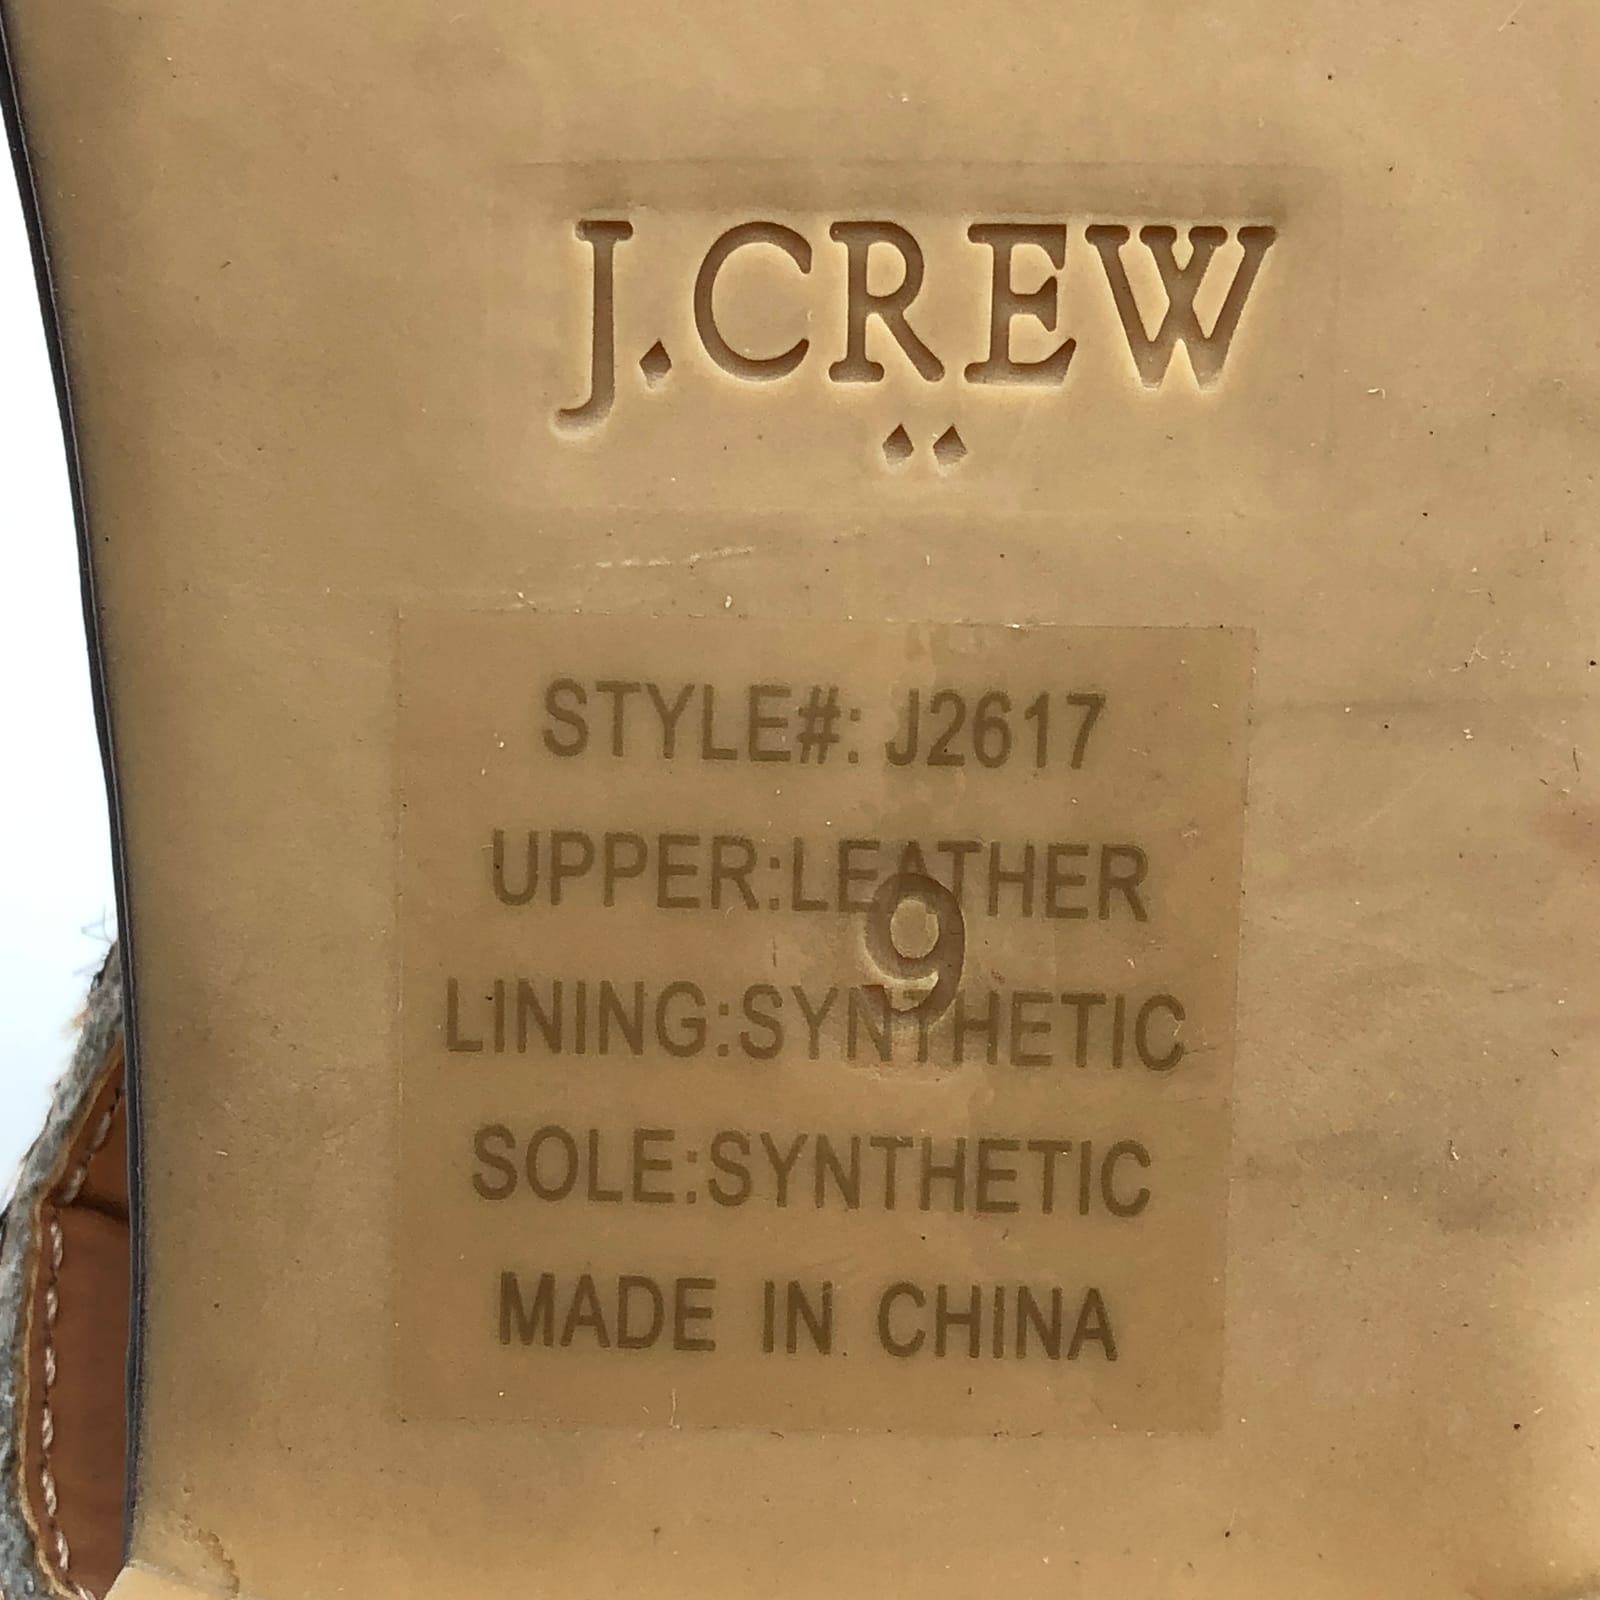 J.CREW
STYLE#: J2617
UPPER:LEATHER
9
LINING:SYNTHETIC
SOLE:SYNTHETIC
MADE IN CHINA